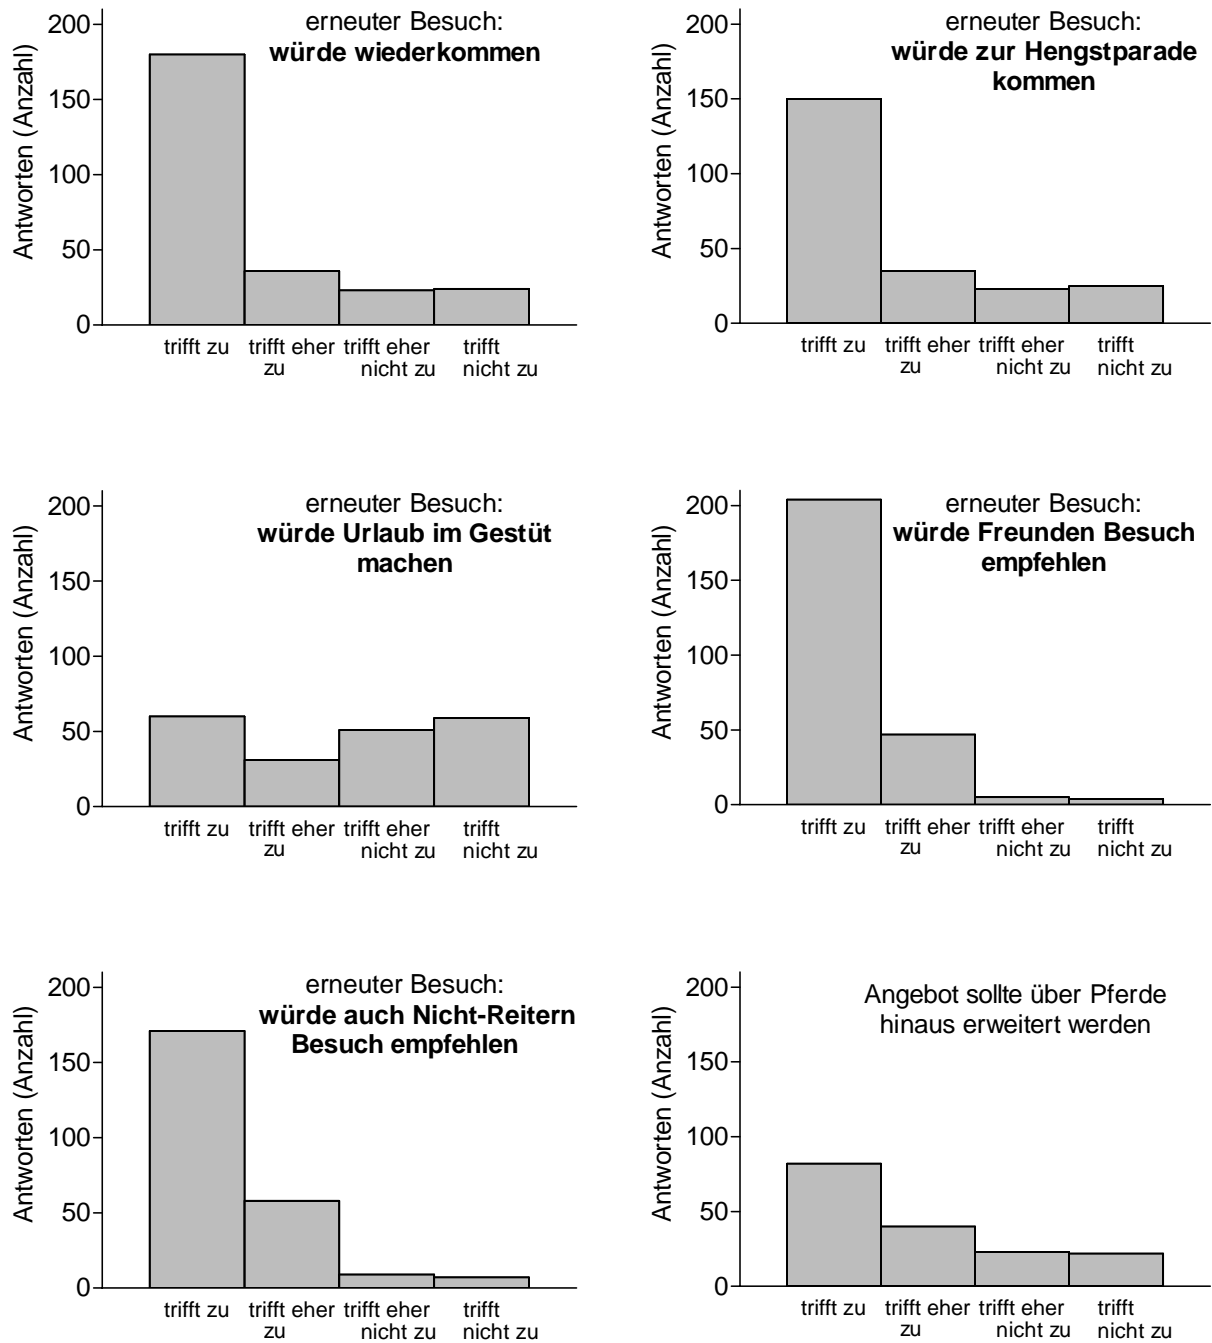 erneuter Besuch:
würde wiederkommen
Antworten (Anzahl)
200
150
100
50
0
trifft zu
trifft eher
zu
trifft eher
nicht zu
trifft
nicht zu
erneuter Besuch:
würde zur Hengstparade
kommen
Antworten (Anzahl)
200
150
100
50
0
trifft zu
trifft eher
zu
trifft eher
nicht zu
trifft
nicht zu
erneuter Besuch:
würde Urlaub im Gestüt
machen
Antworten (Anzahl)
200
150
100
50
0
trifft zu
trifft eher
zu
trifft eher
nicht zu
trifft
nicht zu
erneuter Besuch:
würde Freunden Besuch
empfehlen
Antworten (Anzahl)
200
150
100
50
0
trifft zu
trifft eher
zu
trifft eher
nicht zu
trifft
nicht zu
erneuter Besuch:
würde auch Nicht-Reitern
Besuch empfehlen
Antworten (Anzahl)
200
150
100
50
0
trifft zu
trifft eher
zu
trifft eher
nicht zu
trifft
nicht zu
Angebot sollte über Pferde
hinaus erweitert werden
Antworten (Anzahl)
200
150
100
50
0
trifft zu
trifft eher
zu
trifft eher
nicht zu
trifft
nicht zu